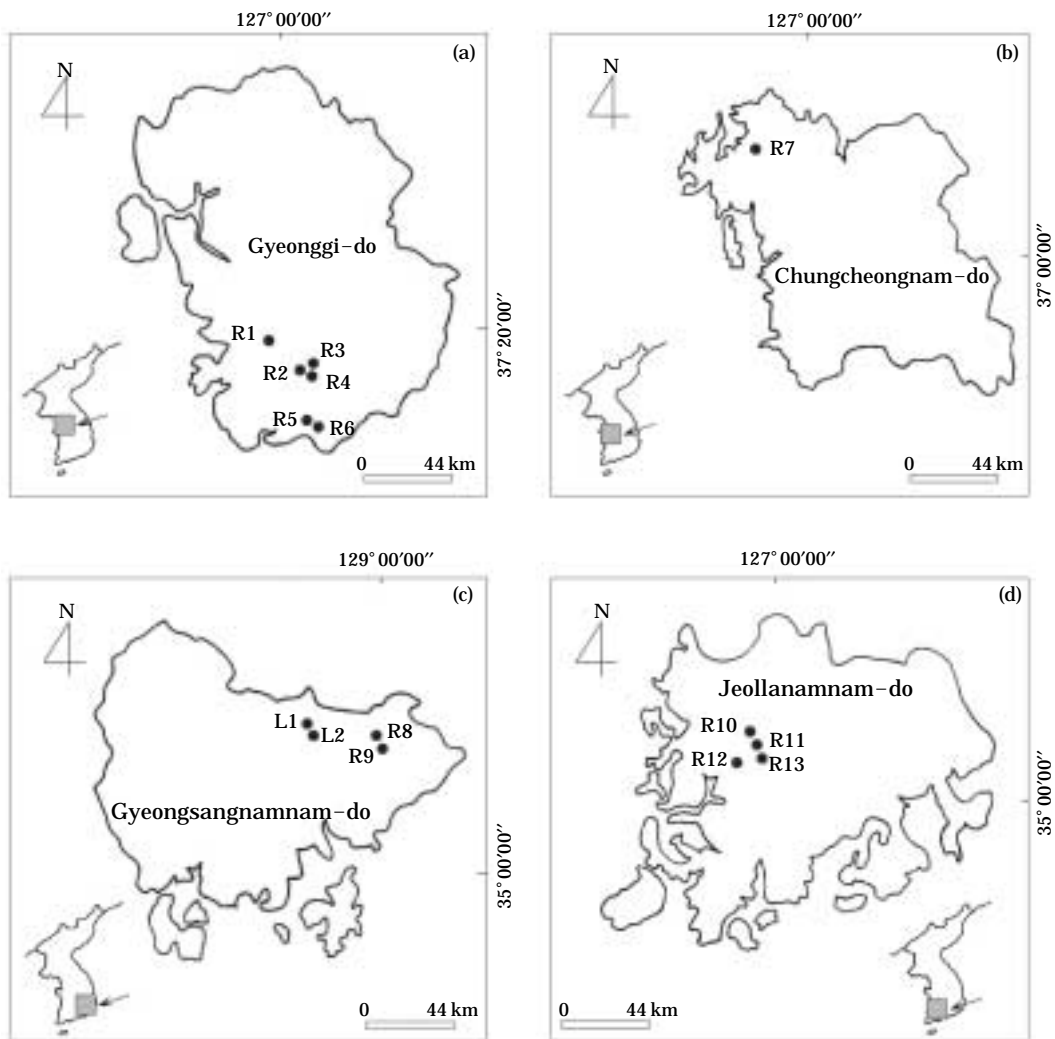 127° 00′00″
(a)
N
Gyeonggi-do
37° 20′00″
R1
R3
R2
R4
R5
R6
0 44 km
127° 00′00″
(b)
N
R7
37° 00′00″
Chungcheongnam-do
0 44 km
129° 00′00″
(c)
N
L1
L2
R8
R9
Gyeongsangnamnam-do
35° 00′00″
0 44 km
127° 00′00″
(d)
N
Jeollanamnam-do
R10
R11
R12
R13
35° 00′00″
0 44 km